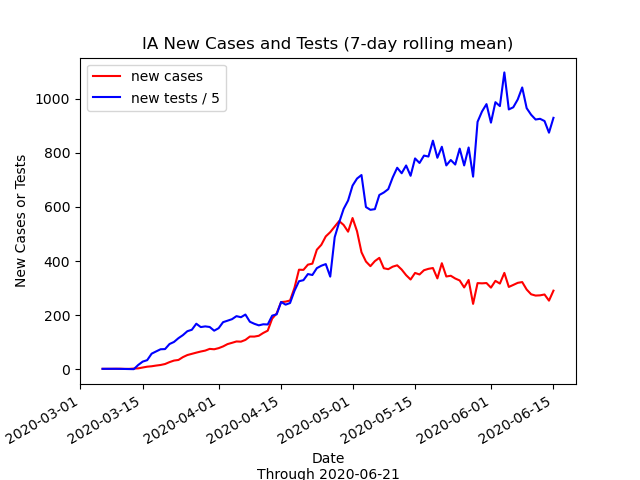 IA New Cases and Tests (7-day rolling mean)
new cases
new tests / 5
New Cases or Tests
1000
800
600
400
200
0
2020-03-01
2020-03-15
2020-04-01
2020-04-15
2020-05-01
2020-05-15
2020-06-01
2020-06-15
Date
Through 2020-06-21